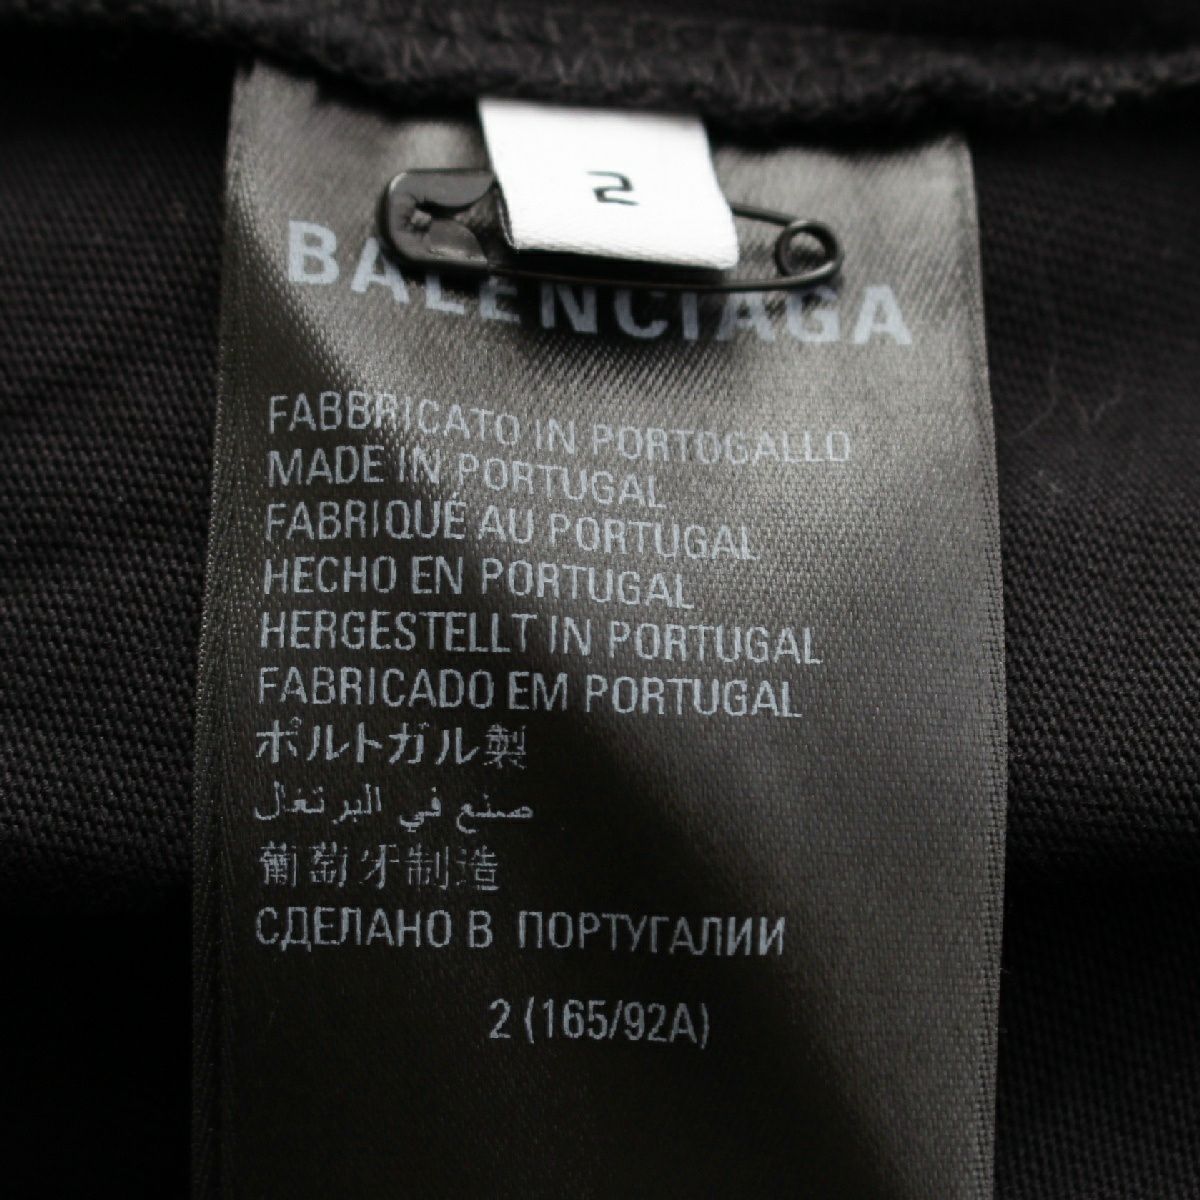 2
BALENCIAGA
FABBRICATO IN PORTOGALLO
MADE IN PORTUGAL
FABRIQUÉ AU PORTUGAL
HECHO EN PORTUGAL
HERGESTELLT IN PORTUGAL
FABRICADO EM PORTUGAL
ポルトガル製
صنع في البرتغال
葡萄牙制造
СДЕЛАНО В ПОРТУГАЛИИ
2 (165/92A)